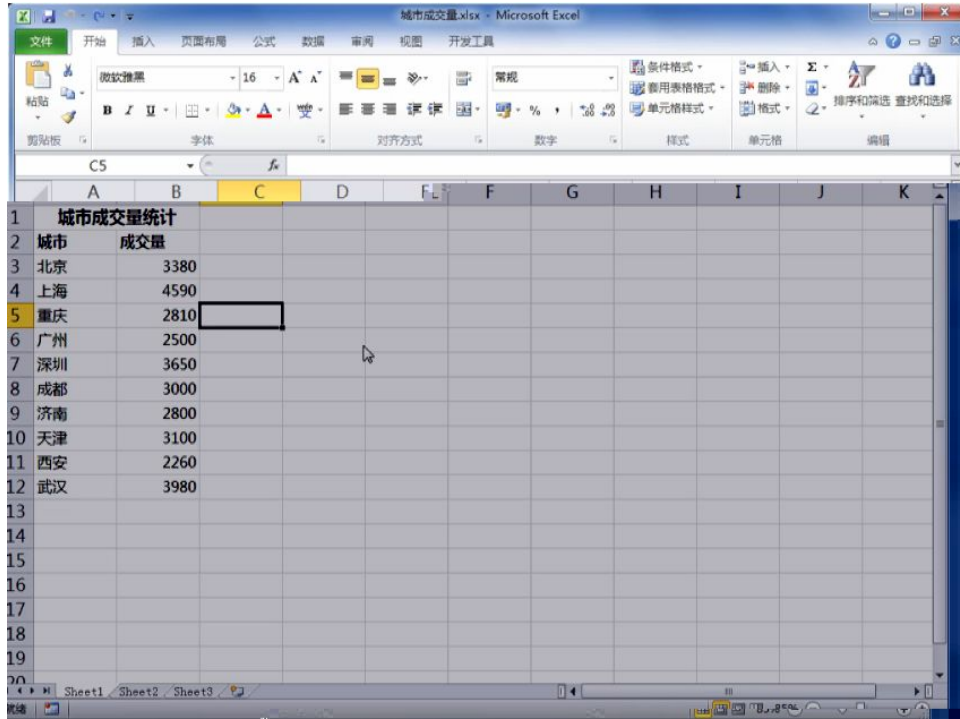 城市成交量.xlsx - Microsoft Excel
文件 开始 插入 页面布局 公式 数据 审阅 视图 开发工具
微软雅黑 16 A A 常规 条件格式 插入 Σ
粘贴 套用表格格式 删除 排序和筛选 查找和选择
B I U A % , 单元格样式 格式
剪贴板 字体 对齐方式 数字 样式 单元格 编辑
C5 fx
A B C D E F G H I J K
1 城市成交量统计
2 城市 成交量
3 北京 3380
4 上海 4590
5 重庆 2810
6 广州 2500
7 深圳 3650
8 成都 3000
9 济南 2800
10 天津 3100
11 西安 2260
12 武汉 3980
13
14
15
16
17
18
19
20
Sheet1 Sheet2 Sheet3
就绪 85%